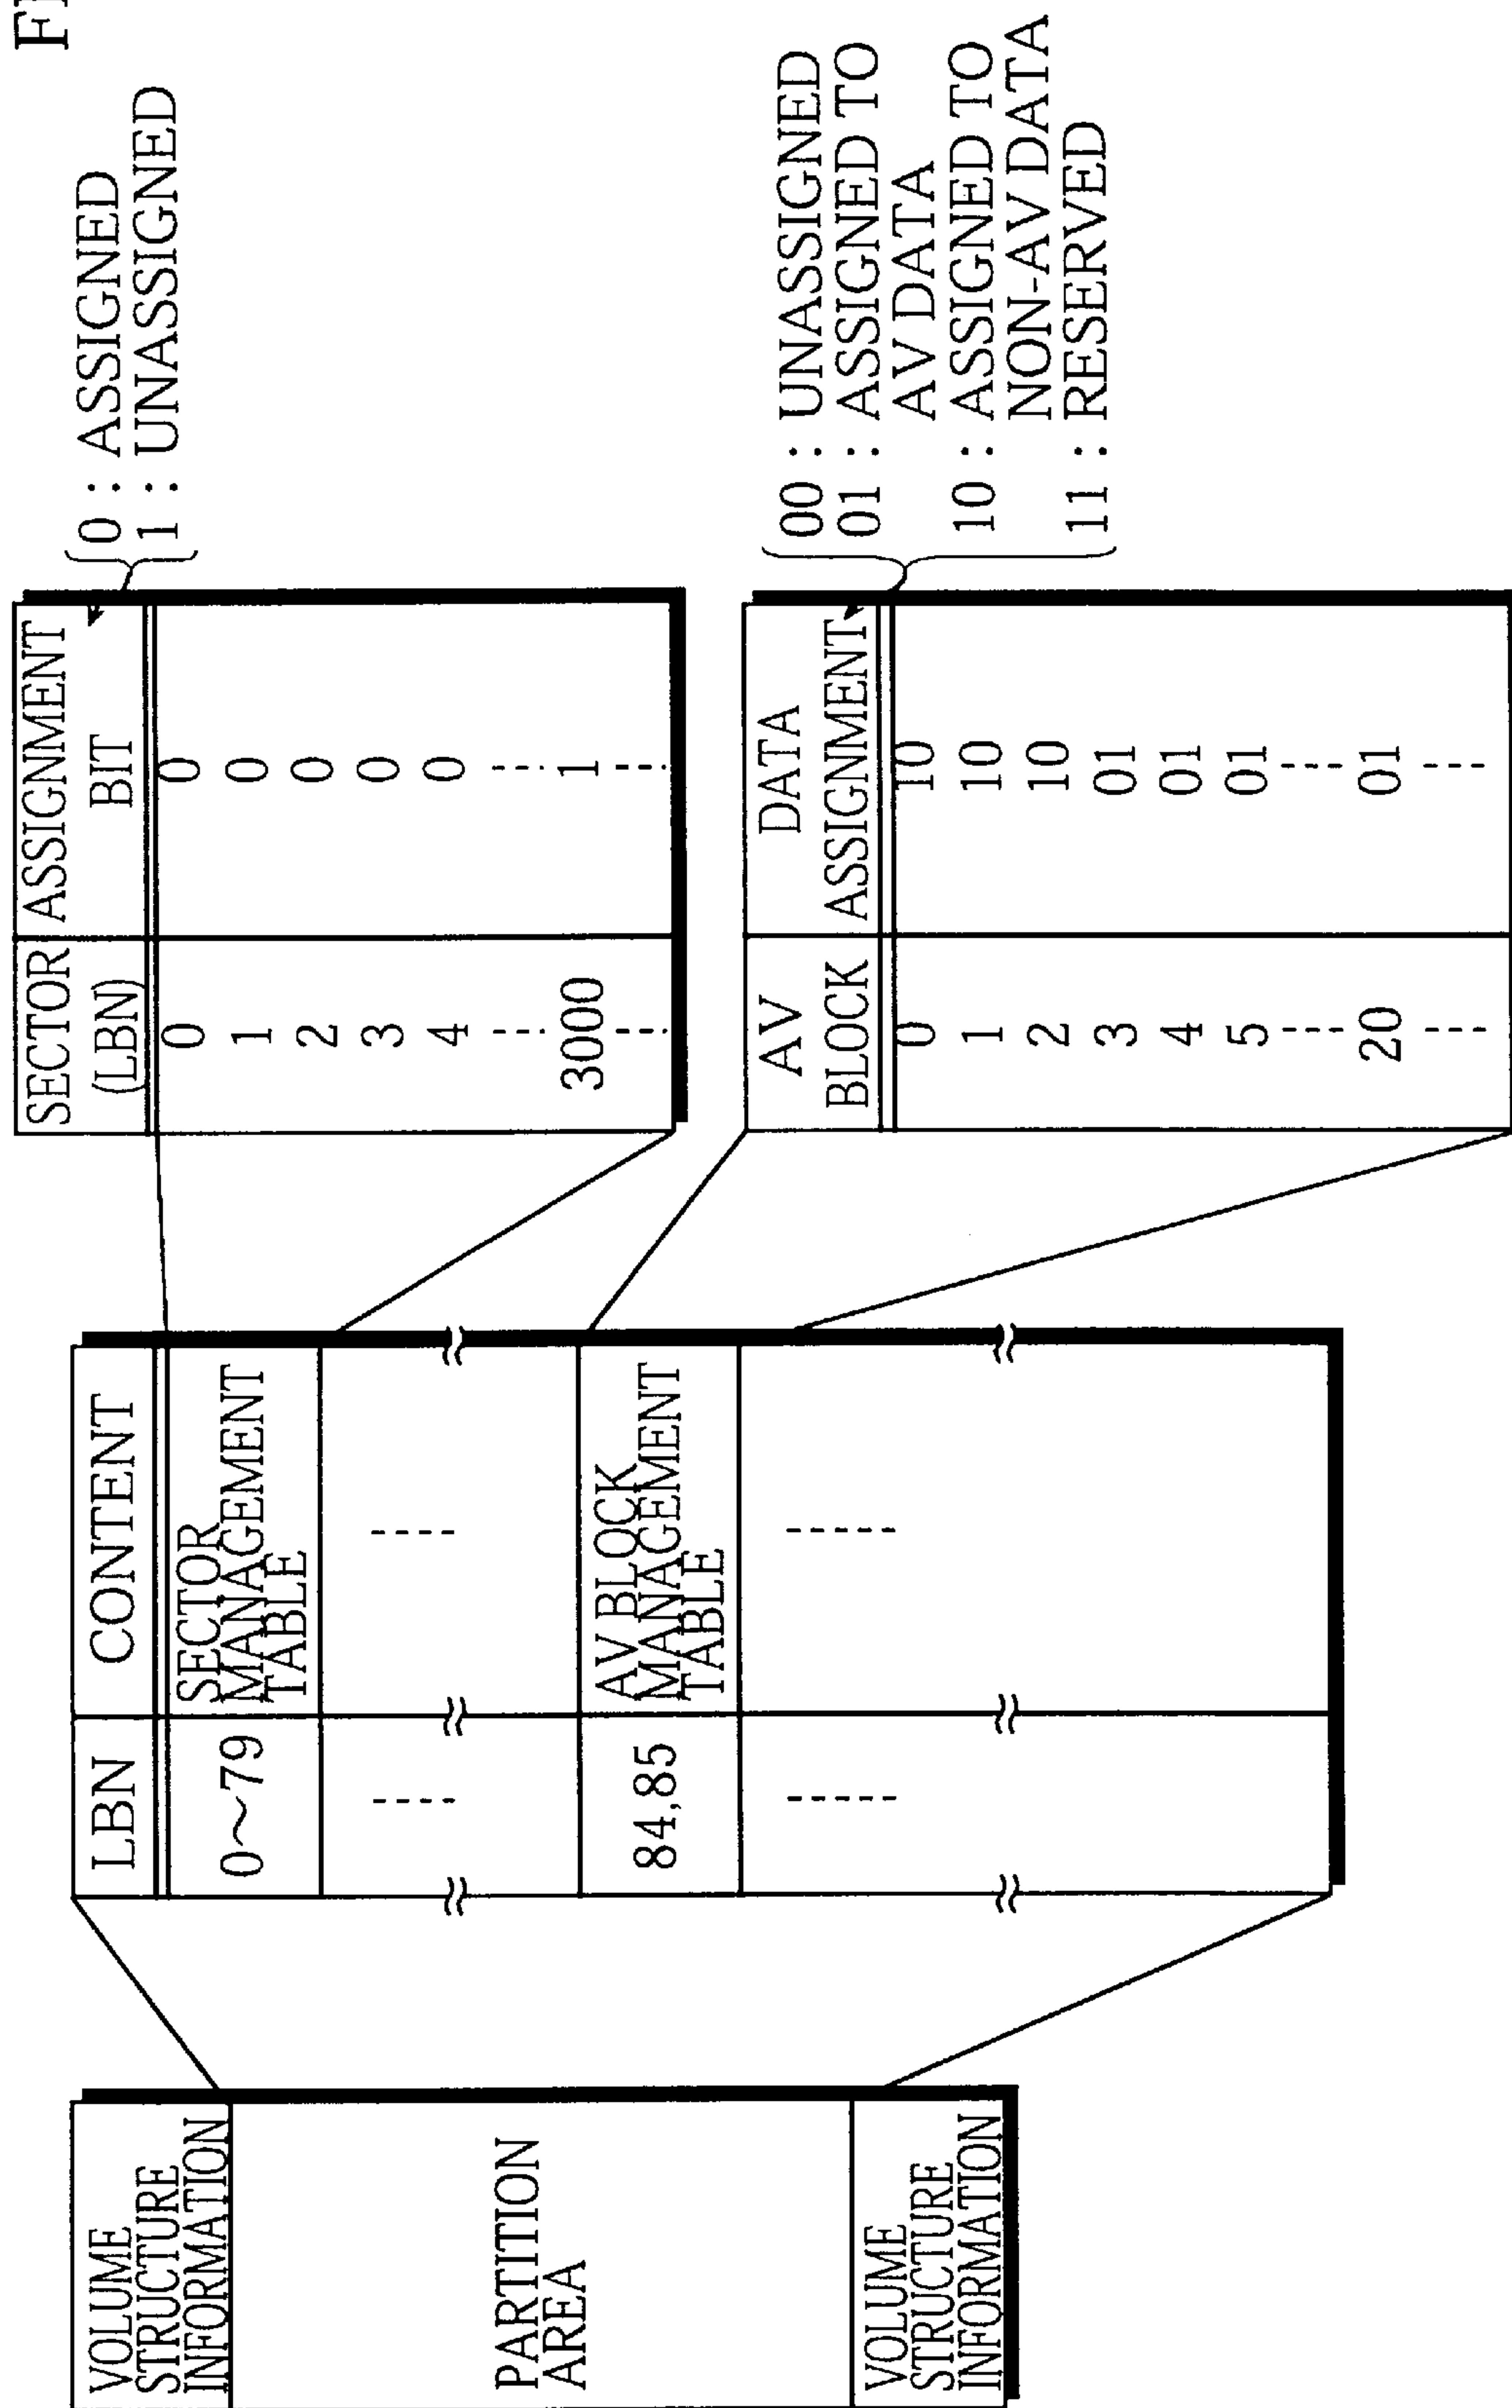 VOLUME
STRUCTURE
INFORMATION
PARTITION
AREA
VOLUME
STRUCTURE
INFORMATION
LBN CONTENT
0～79 SECTOR
MANAGEMENT
TABLE
84,85 AV BLOCK
MANAGEMENT
TABLE
SECTOR ASSIGNMENT
(LBN) BIT
0 0
1 0
2 0
3 0
4 0
3000 1
0 : ASSIGNED
1 : UNASSIGNED
AV DATA
BLOCK ASSIGNMENT
0 10
1 10
2 10
3 01
4 01
5 01
20 01
00 : UNASSIGNED
01 : ASSIGNED TO
AV DATA
10 : ASSIGNED TO
NON-AV DATA
11 : RESERVED